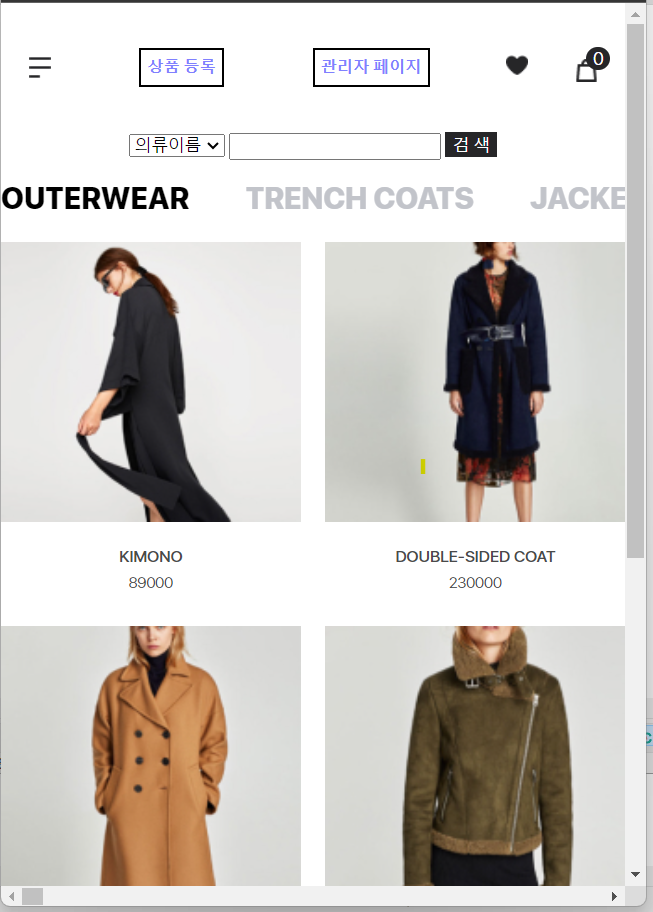 상품 등록
관리자 페이지
0
의류이름
검 색
OUTERWEAR TRENCH COATS JACKE
KIMONO
89000
DOUBLE-SIDED COAT
230000